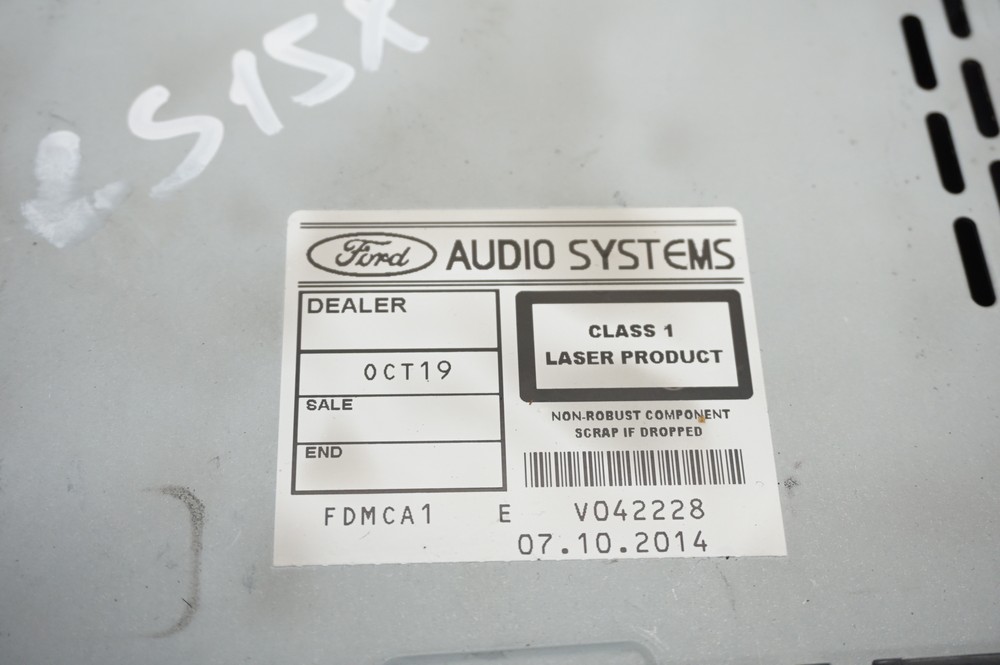 S15X
Ford AUDIO SYSTEMS
DEALER
OCT19
SALE
END
CLASS 1
LASER PRODUCT
NON-ROBUST COMPONENT
SCRAP IF DROPPED
FDMCA1 E V042228
07.10.2014